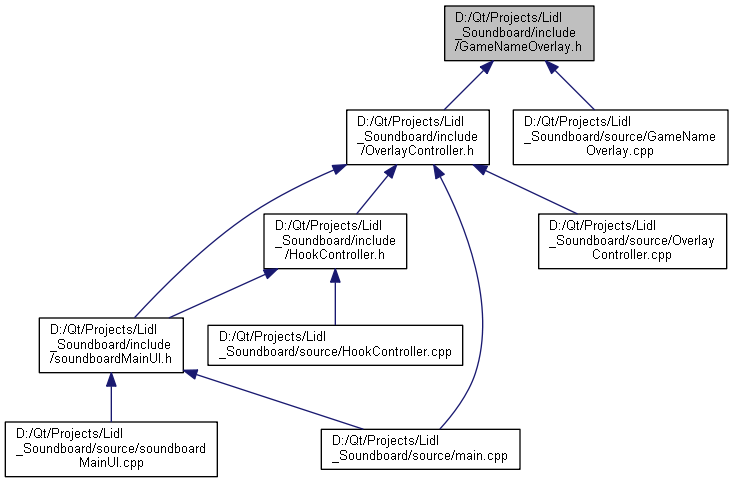 D:/Qt/Projects/Lidl
_Soundboard/include
/GameNameOverlay.h
D:/Qt/Projects/Lidl
_Soundboard/include
/OverlayController.h
D:/Qt/Projects/Lidl
_Soundboard/source/GameName
Overlay.cpp
D:/Qt/Projects/Lidl
_Soundboard/include
/HookController.h
D:/Qt/Projects/Lidl
_Soundboard/source/Overlay
Controller.cpp
D:/Qt/Projects/Lidl
_Soundboard/include
/soundboardMainUI.h
D:/Qt/Projects/Lidl
_Soundboard/source/HookController.cpp
D:/Qt/Projects/Lidl
_Soundboard/source/soundboard
MainUI.cpp
D:/Qt/Projects/Lidl
_Soundboard/source/main.cpp